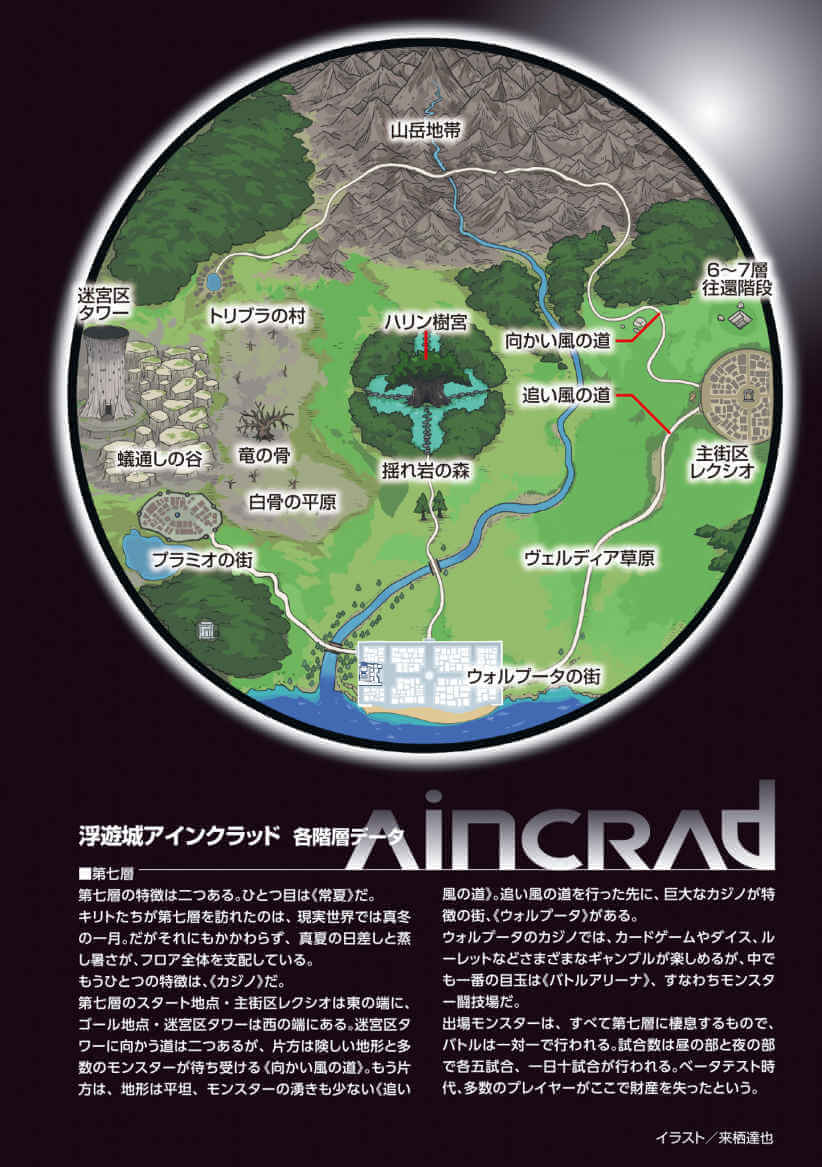 山岳地帯
6〜7層
往還階段
迷宮区
タワー
トリブラの村
ハリン樹宮
向かい風の道
追い風の道
主街区
レクシオ
蟻通しの谷
竜の骨
揺れ岩の森
白骨の平原
プラミオの街
ヴェルディア草原
ウォルプータの街
AINCRAd
浮遊城アインクラッド 各階層データ
■第七層
第七層の特徴は二つある。ひとつ目は《常夏》だ。
キリトたちが第七層を訪れたのは、現実世界では真冬
の一月。だがそれにもかかわらず、真夏の日差しと蒸
し暑さが、フロア全体を支配している。
もうひとつの特徴は、《カジノ》だ。
第七層のスタート地点・主街区レクシオは東の端に、
ゴール地点・迷宮区タワーは西の端にある。迷宮区タ
ワーに向かう道は二つあるが、片方は険しい地形と多
数のモンスターが待ち受ける《向かい風の道》。もう片
方は、地形は平坦、モンスターの湧きも少ない《追い
風の道》。追い風の道を行った先に、巨大なカジノが特
徴の街、《ウォルプータ》がある。
ウォルプータのカジノでは、カードゲームやダイス、ル
ーレットなどさまざまなギャンブルが楽しめるが、中で
も一番の目玉は《バトルアリーナ》、すなわちモンスタ
ー闘技場だ。
出場モンスターは、すべて第七層に棲息するもので、
バトルは一対一で行われる。試合数は昼の部と夜の部
で各五試合、一日十試合が行われる。ベータテスト時
代、多数のプレイヤーがここで財産を失ったという。
イラスト／来栖達也